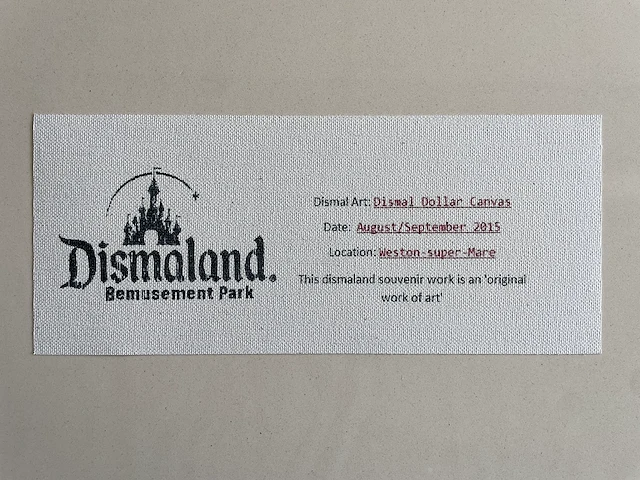 Dismaland.
Bemusement Park
Dismal Art: Dismal Dollar Canvas
Date: August/September 2015
Location: Weston-super-Mare
This dismaland souvenir work is an 'original
work of art'